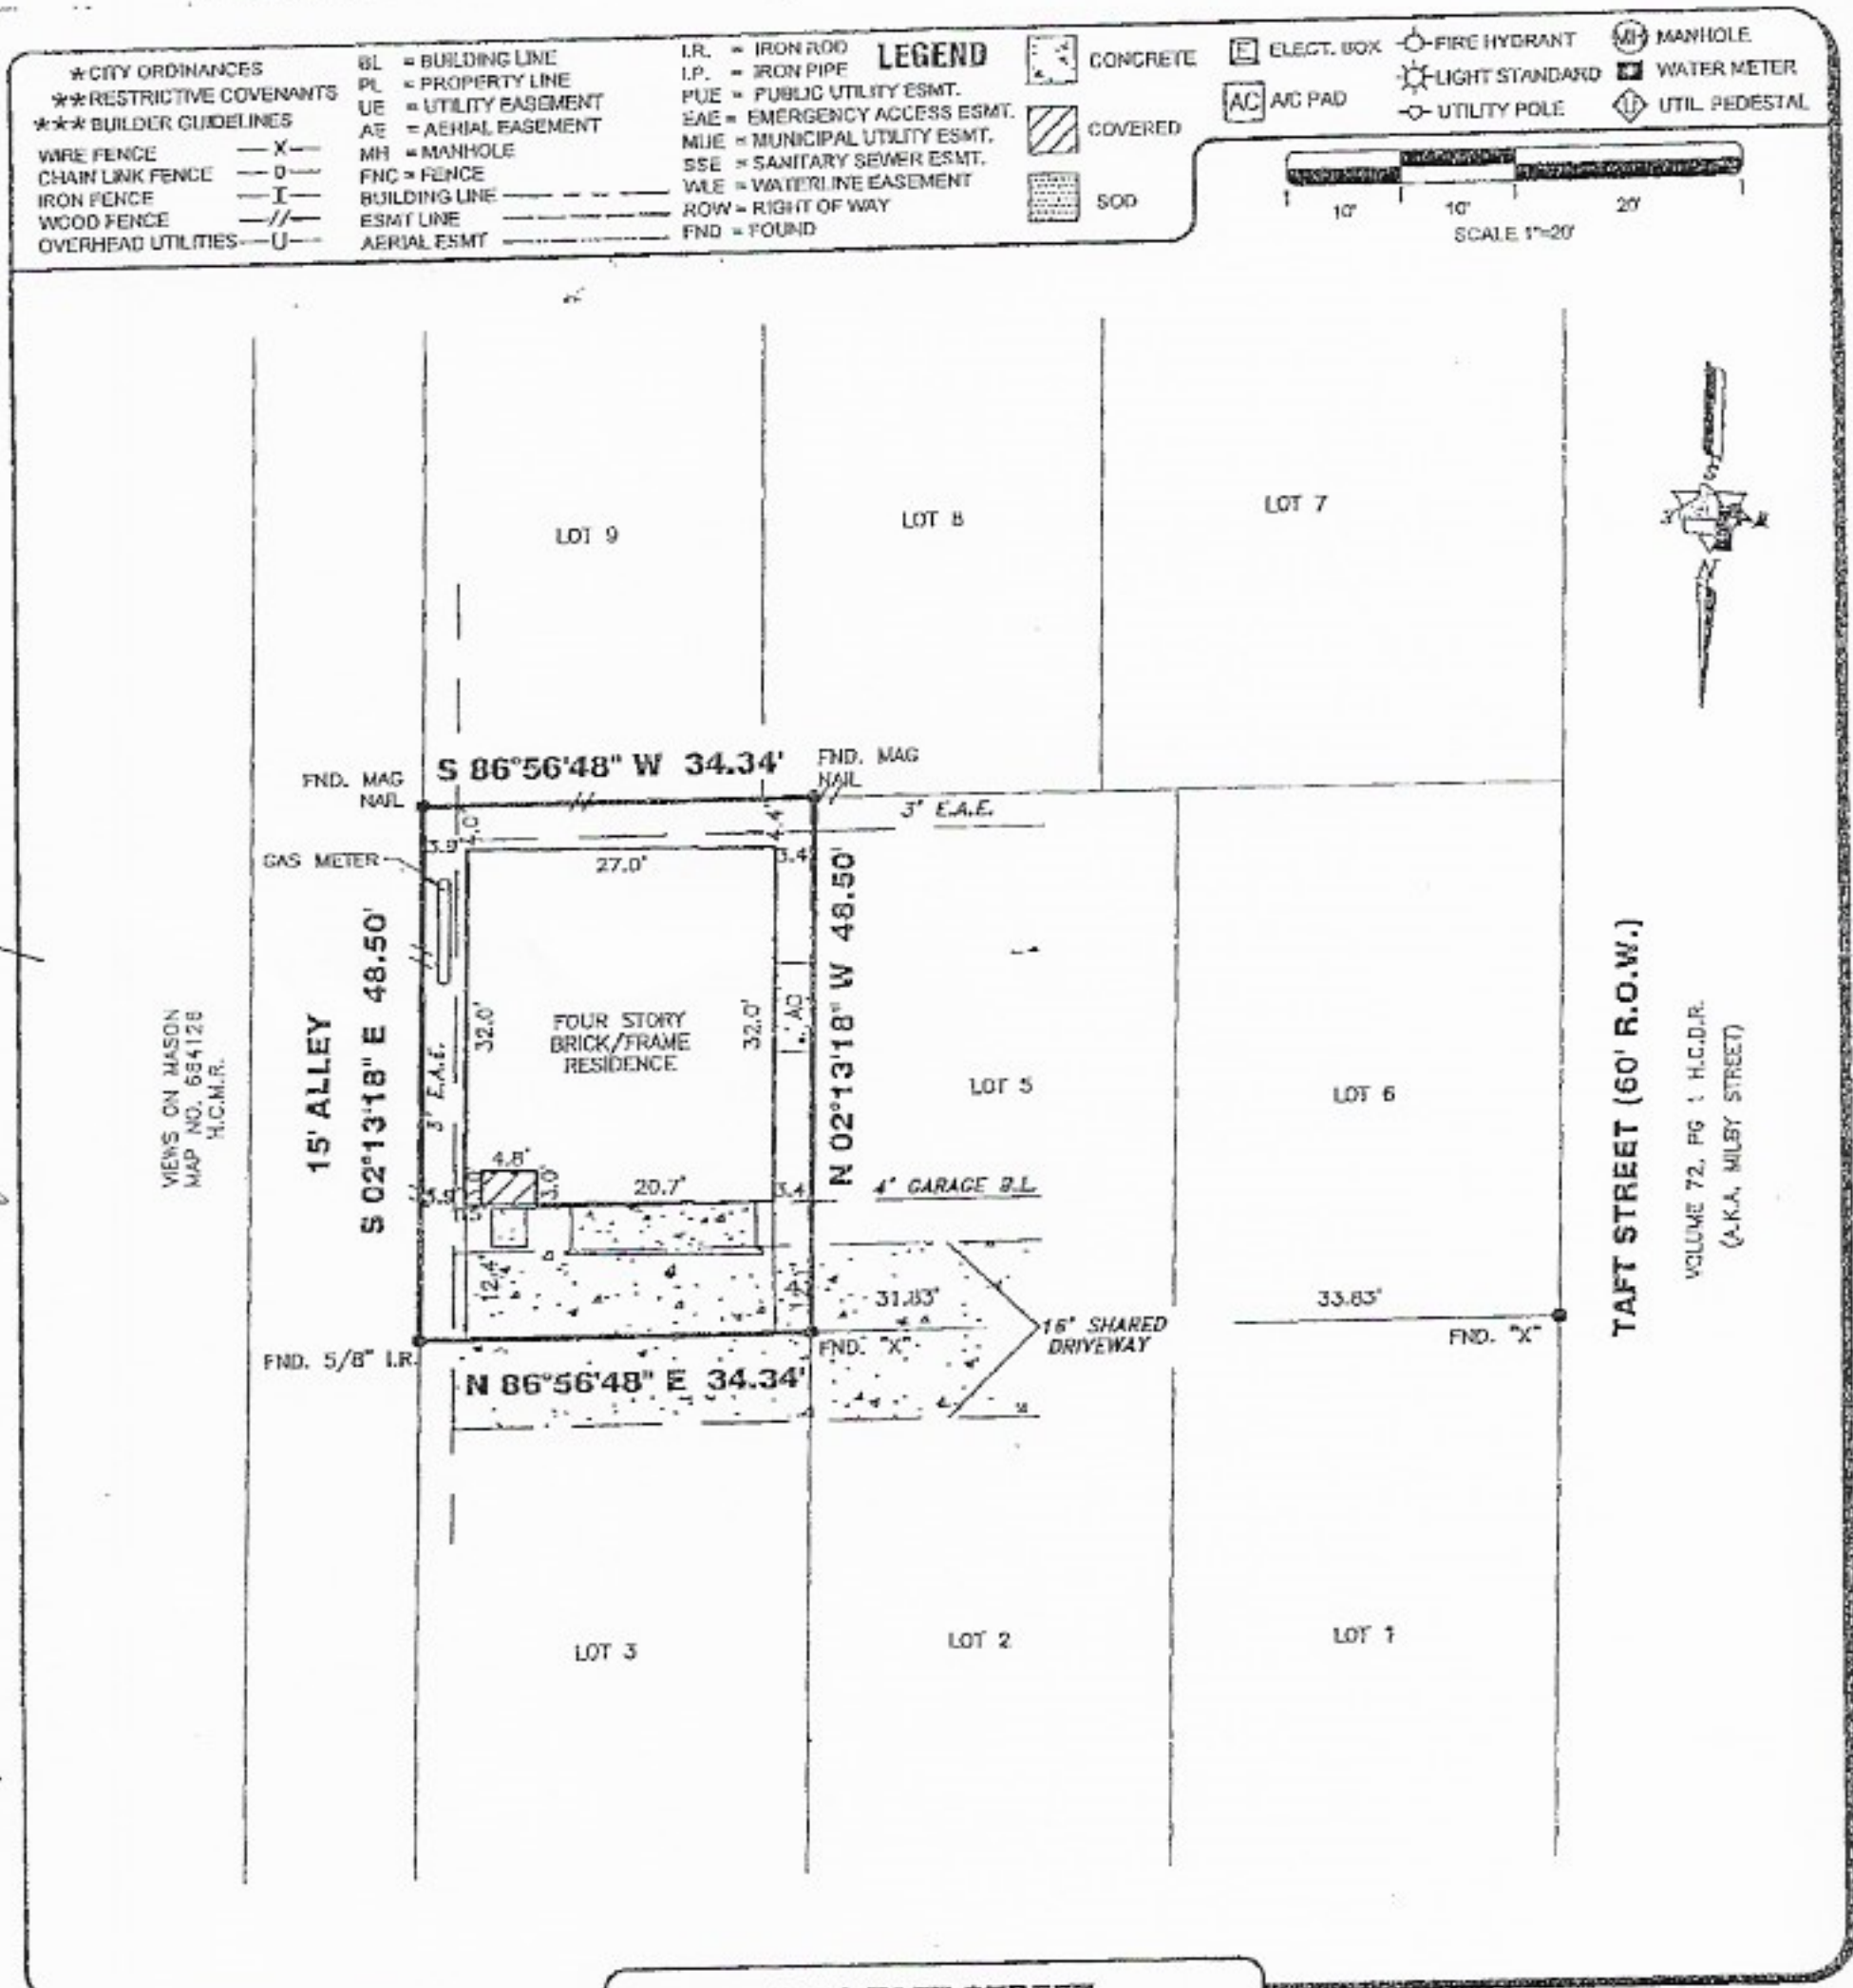 *CITY ORDINANCES
**RESTRICTIVE COVENANTS
***BUILDER GUIDELINES
WIRE FENCE —X—
CHAIN LINK FENCE —0—
IRON FENCE —I—
WOOD FENCE —//—
OVERHEAD UTILITIES —U—
BL = BUILDING LINE
PL = PROPERTY LINE
UE = UTILITY EASEMENT
AE = AERIAL EASEMENT
MH = MANHOLE
FNC = FENCE
BUILDING LINE
ESMT LINE
AERIAL ESMT
I.R. = IRON ROD
I.P. = IRON PIPE
PUE = PUBLIC UTILITY ESMT.
EAE = EMERGENCY ACCESS ESMT.
MUE = MUNICIPAL UTILITY ESMT.
SSE = SANITARY SEWER ESMT.
WLE = WATERLINE EASEMENT
ROW = RIGHT OF WAY
FND = FOUND
LEGEND
CONCRETE
COVERED
SOD
E ELECT. BOX
AC A/C PAD
FIRE HYDRANT
LIGHT STANDARD
UTILITY POLE
MH MANHOLE
WATER METER
UTIL. PEDESTAL
10' 10' 20'
SCALE 1"=20'
LOT 9
LOT 8
LOT 7
S
N
S 86°56'48" W 34.34'
FND. MAG
NAIL
FND. MAG
NAIL
3' E.A.E.
4.4'
3.9'
27.0'
3.4'
GAS METER
VIEWS ON MASON
MAP NO. 684128
H.C.M.R.
15' ALLEY
S 02°13'18" E 48.50'
3' E.A.E.
32.0'
FOUR STORY
BRICK/FRAME
RESIDENCE
32.0'
N 02°13'18" W 48.50'
LOT 5
LOT 6
TAFT STREET (60' R.O.W.)
VOLUME 72, PG 1 H.C.D.R.
(A.K.A. MILBY STREET)
4.8'
3.0'
20.7'
3.4'
4' GARAGE B.L.
12.4'
31.83'
16' SHARED
DRIVEWAY
33.83'
FND. "X"
FND. "X"
FND. 5/8" I.R.
N 86°56'48" E 34.34'
LOT 3
LOT 2
LOT 1